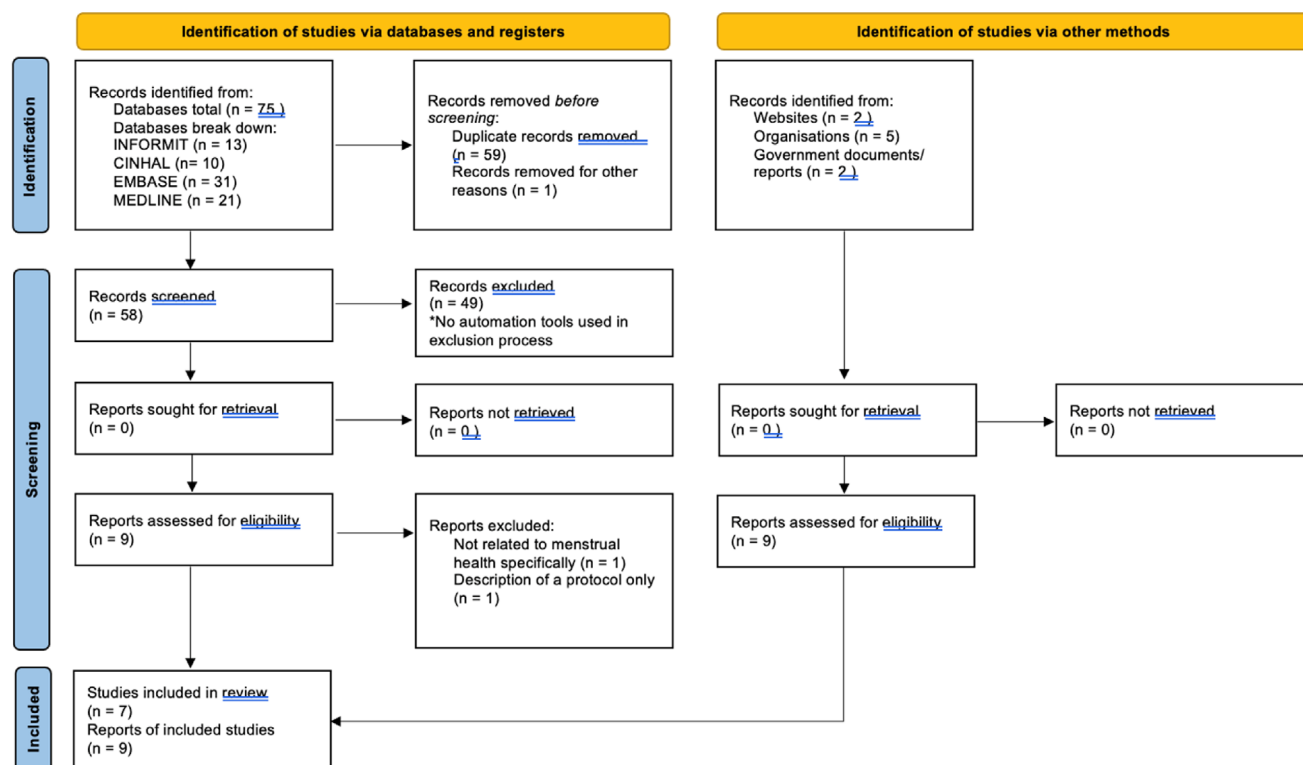 Identification of studies via databases and registers
Identification of studies via other methods
Identification
Records identified from:
Databases total (n = 75 )
Databases break down:
INFORMIT (n = 13)
CINHAL (n= 10)
EMBASE (n = 31)
MEDLINE (n = 21)
Records removed before
screening:
Duplicate records removed
(n = 59)
Records removed for other
reasons (n = 1)
Records identified from:
Websites (n = 2 )
Organisations (n = 5)
Government documents/
reports (n = 2 )
Screening
Records screened
(n = 58)
Records excluded
(n = 49)
*No automation tools used in
exclusion process
Reports sought for retrieval
(n = 0)
Reports not retrieved
(n = 0 )
Reports sought for retrieval
(n = 0 )
Reports not retrieved
(n = 0)
Reports assessed for eligibility
(n = 9)
Reports excluded:
Not related to menstrual
health specifically (n = 1)
Description of a protocol only
(n = 1)
Reports assessed for eligibility
(n = 9)
Included
Studies included in review
(n = 7)
Reports of included studies
(n = 9)